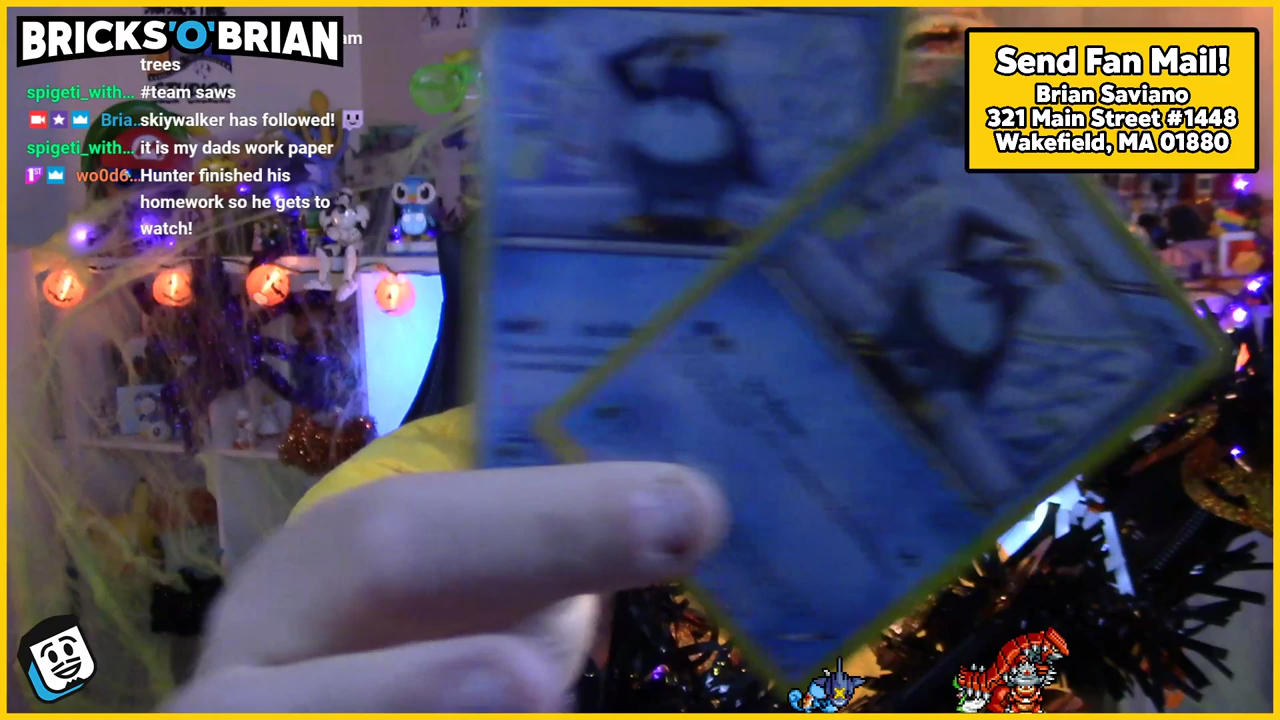 BRICKS'O'BRIAN
am
trees
spigeti_with... #team saws
Bria.. skiywalker has followed!
spigeti_with... it is my dads work paper
1ST wo0d6... Hunter finished his
homework so he gets to
watch!
Send Fan Mail!
Brian Saviano
321 Main Street #1448
Wakefield, MA 01880